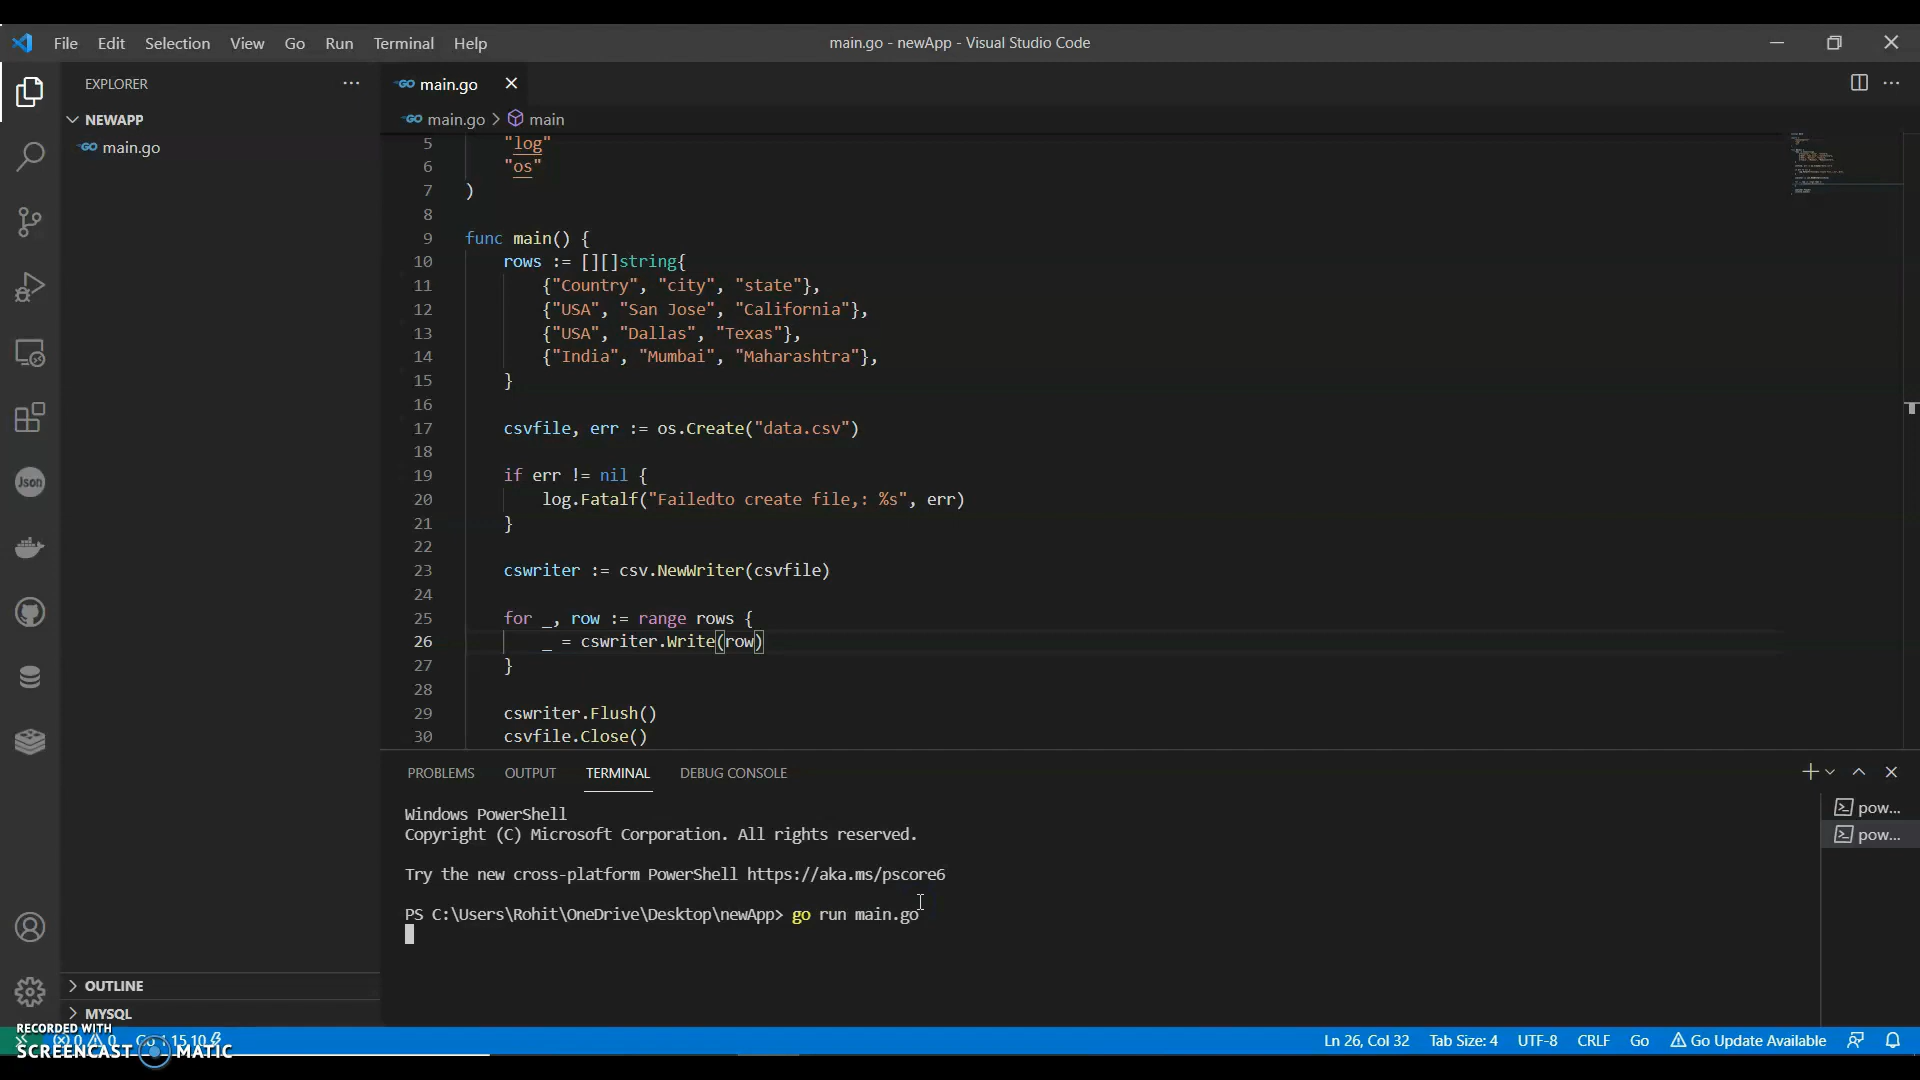 File Edit Selection View Go Run Terminal Help
main.go - newApp - Visual Studio Code
EXPLORER
NEWAPP
main.go
main.go
main.go > main
5 "log"
6 "os"
7 )
8
9 func main() {
10 rows := [][]string{
11 {"Country", "city", "state"},
12 {"USA", "San Jose", "California"},
13 {"USA", "Dallas", "Texas"},
14 {"India", "Mumbai", "Maharashtra"},
15 }
16
17 csvfile, err := os.Create("data.csv")
18
19 if err != nil {
20 log.Fatalf("Failedto create file,: %s", err)
21 }
22
23 cswriter := csv.NewWriter(csvfile)
24
25 for _, row := range rows {
26 _ = cswriter.Write(row)
27 }
28
29 cswriter.Flush()
30 csvfile.Close()
PROBLEMS OUTPUT TERMINAL DEBUG CONSOLE
Windows PowerShell
Copyright (C) Microsoft Corporation. All rights reserved.
Try the new cross-platform PowerShell https://aka.ms/pscore6
PS C:\Users\Rohit\OneDrive\Desktop\newApp> go run main.go
pow...
pow...
Json
OUTLINE
MYSQL
RECORDED WITH
SCREENCAST MATIC
Ln 26, Col 32 Tab Size: 4 UTF-8 CRLF Go Go Update Available